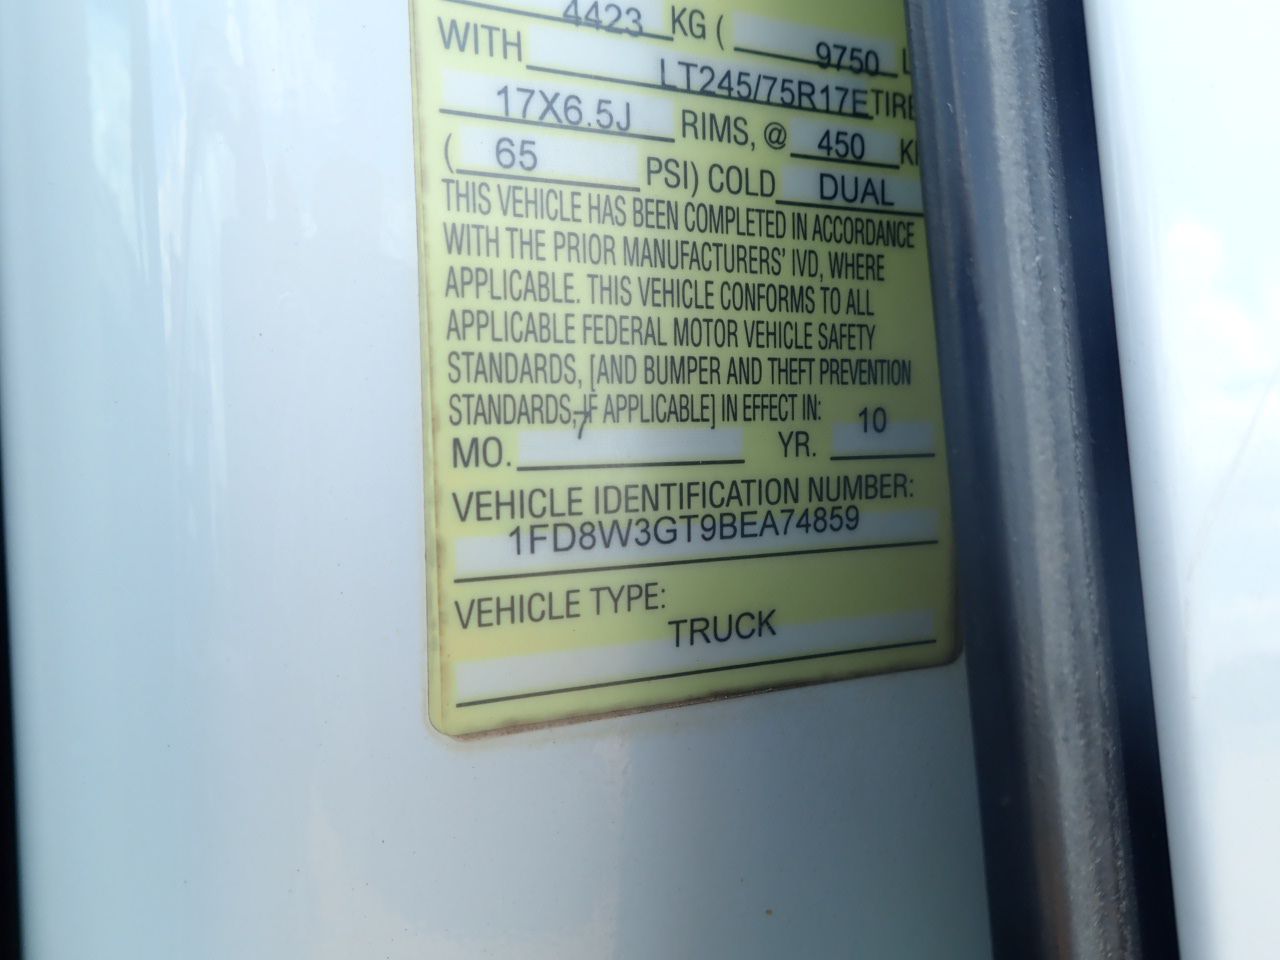 4423 KG ( 9750 L
WITH LT245/75R17E TIRE
17X6.5J RIMS, @ 450
( 65 PSI) COLD DUAL
THIS VEHICLE HAS BEEN COMPLETED IN ACCORDANCE
WITH THE PRIOR MANUFACTURERS' IVD, WHERE
APPLICABLE. THIS VEHICLE CONFORMS TO ALL
APPLICABLE FEDERAL MOTOR VEHICLE SAFETY
STANDARDS, [AND BUMPER AND THEFT PREVENTION
STANDARDS, IF APPLICABLE] IN EFFECT IN:
MO. 7 YR. 10
VEHICLE IDENTIFICATION NUMBER:
1FD8W3GT9BEA74859
VEHICLE TYPE:
TRUCK